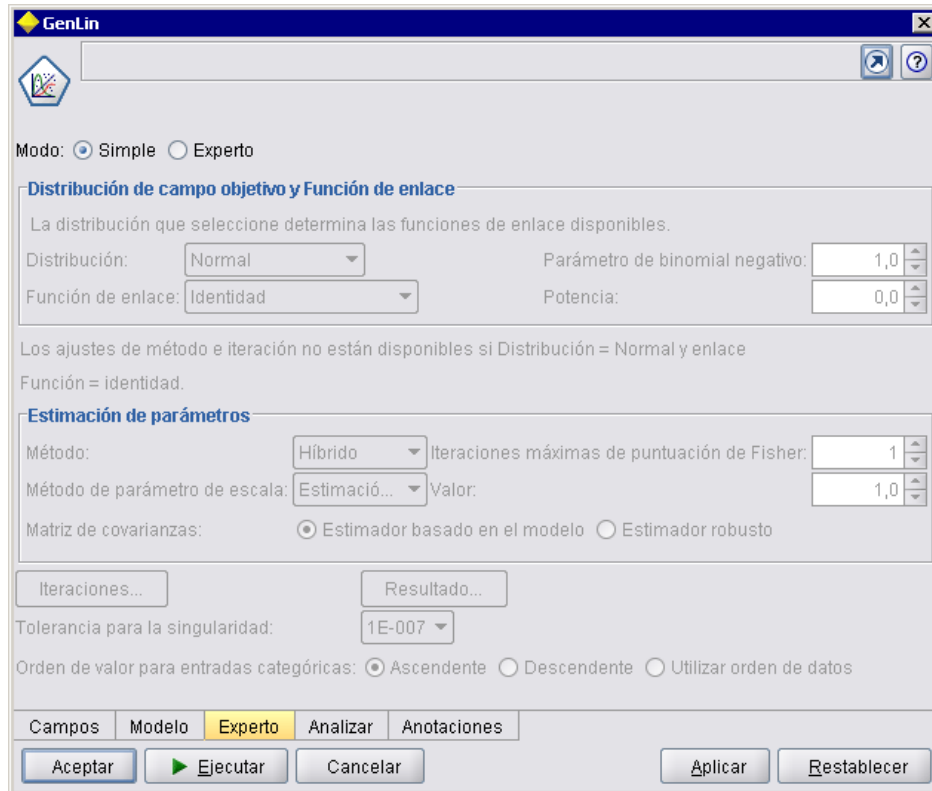 GenLin
Modo: Simple Experto
Distribución de campo objetivo y Función de enlace
La distribución que seleccione determina las funciones de enlace disponibles.
Distribución: Normal Parámetro de binomial negativo: 1,0
Función de enlace: Identidad Potencia: 0,0
Los ajustes de método e iteración no están disponibles si Distribución = Normal y enlace
Función = identidad.
Estimación de parámetros
Método: Híbrido Iteraciones máximas de puntuación de Fisher: 1
Método de parámetro de escala: Estimació... Valor: 1,0
Matriz de covarianzas: Estimador basado en el modelo Estimador robusto
Iteraciones... Resultado...
Tolerancia para la singularidad: 1E-007
Orden de valor para entradas categóricas: Ascendente Descendente Utilizar orden de datos
Campos Modelo Experto Analizar Anotaciones
Aceptar Ejecutar Cancelar Aplicar Restablecer